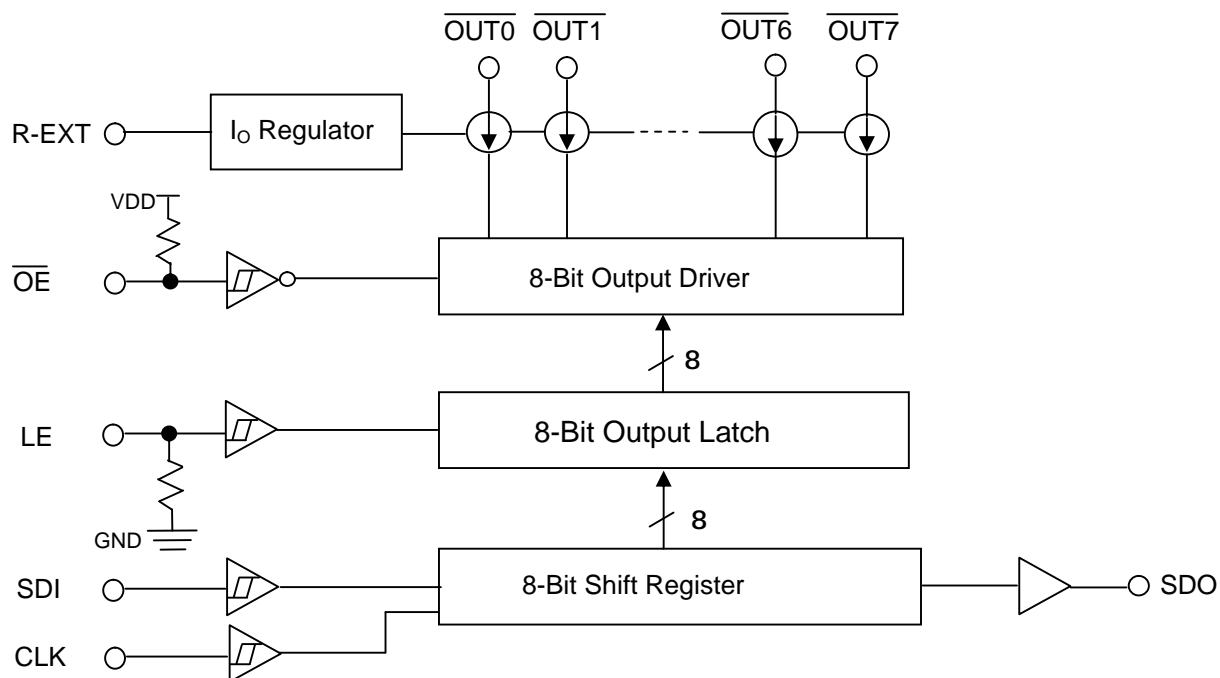 OUT0 OUT1 OUT6 OUT7
R-EXT
I_O Regulator
VDD
OE
8-Bit Output Driver
8
LE
8-Bit Output Latch
GND
8
SDI
8-Bit Shift Register
SDO
CLK